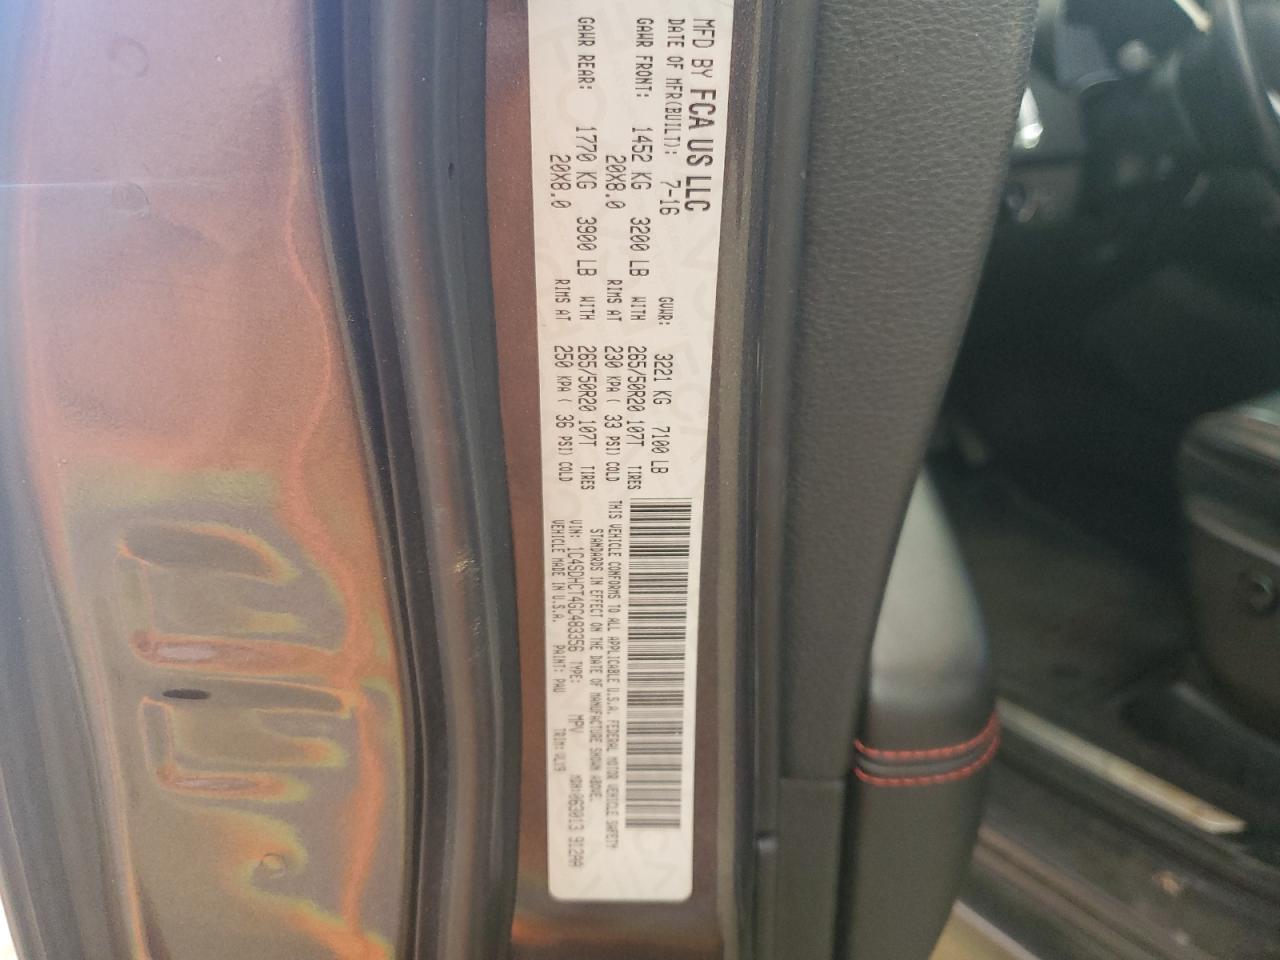 MFD BY FCA US LLC
DATE OF MFR(BUILT): 7-16 GVWR: 3221 KG 7100 LB
GAWR FRONT: 1452 KG 3200 LB WITH 265/50R20 107T TIRES
20X8.0 RIMS AT 230 KPA ( 33 PSI) COLD
GAWR REAR: 1770 KG 3900 LB WITH 265/50R20 107T TIRES
20X8.0 RIMS AT 250 KPA ( 36 PSI) COLD
THIS VEHICLE CONFORMS TO ALL APPLICABLE U.S.A. FEDERAL MOTOR VEHICLE SAFETY
STANDARDS IN EFFECT ON THE DATE OF MANUFACTURE SHOWN ABOVE.
VIN: 1C4SDHCT4GC483356 TYPE: MPV MDH:063013 912AA
VEHICLE MADE IN U.S.A. PAINT: PAU TRIM: